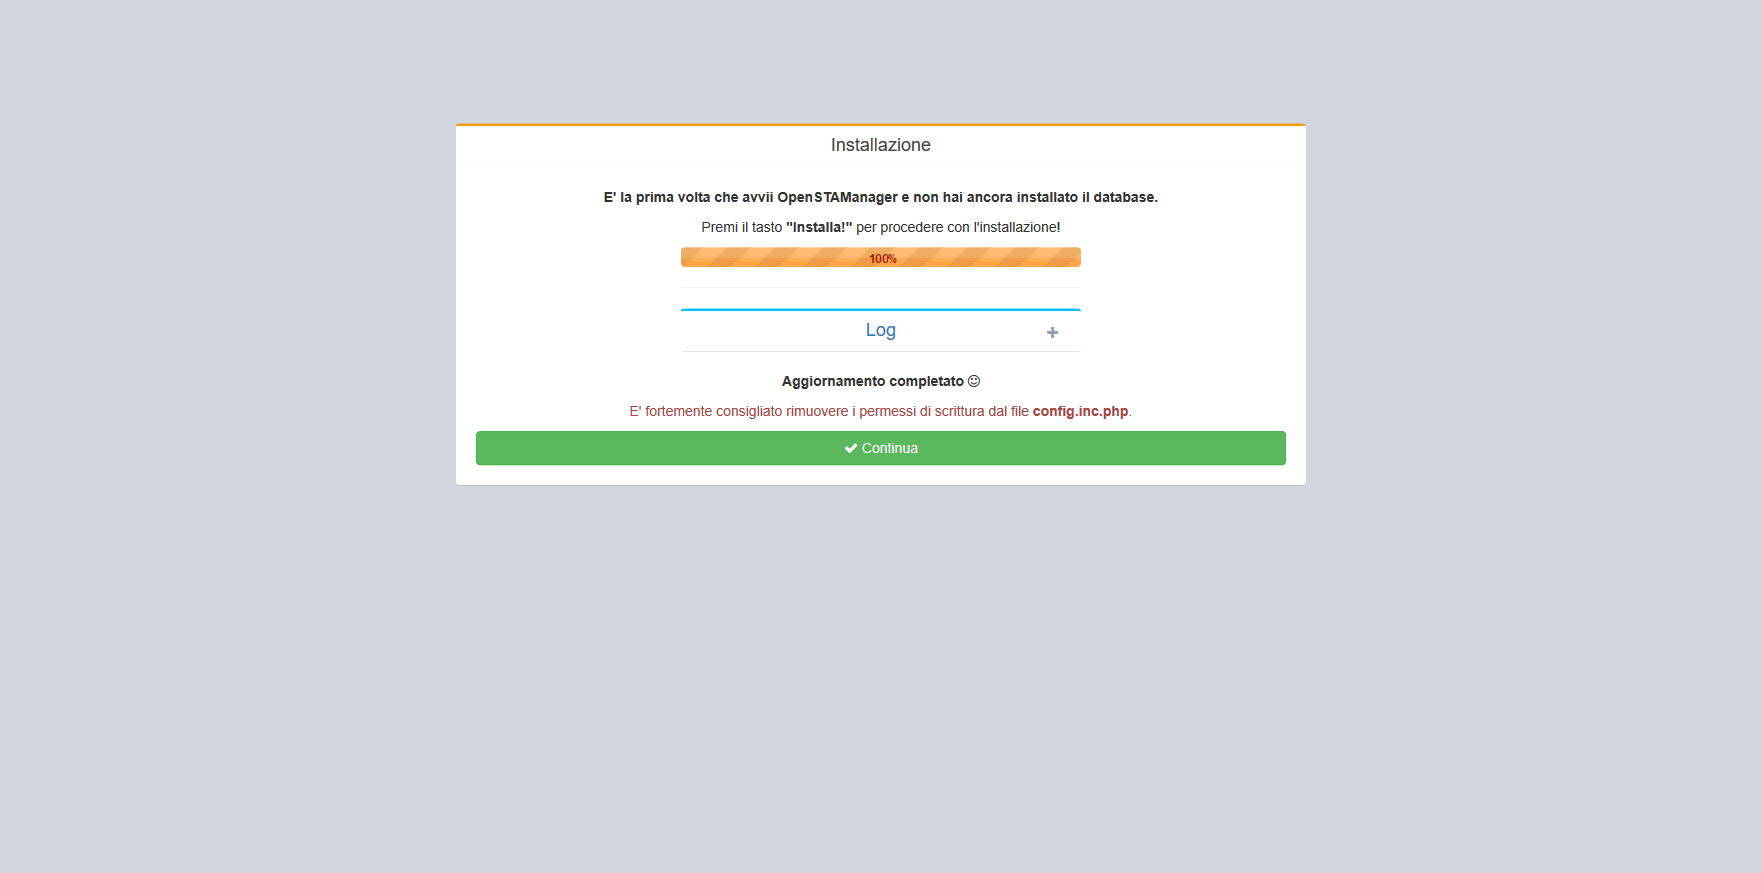 Installazione
E' la prima volta che avvii OpenSTAManager e non hai ancora installato il database.
Premi il tasto "Installa!" per procedere con l'installazione!
100%
Log
Aggiornamento completato
E' fortemente consigliato rimuovere i permessi di scrittura dal file config.inc.php.
Continua